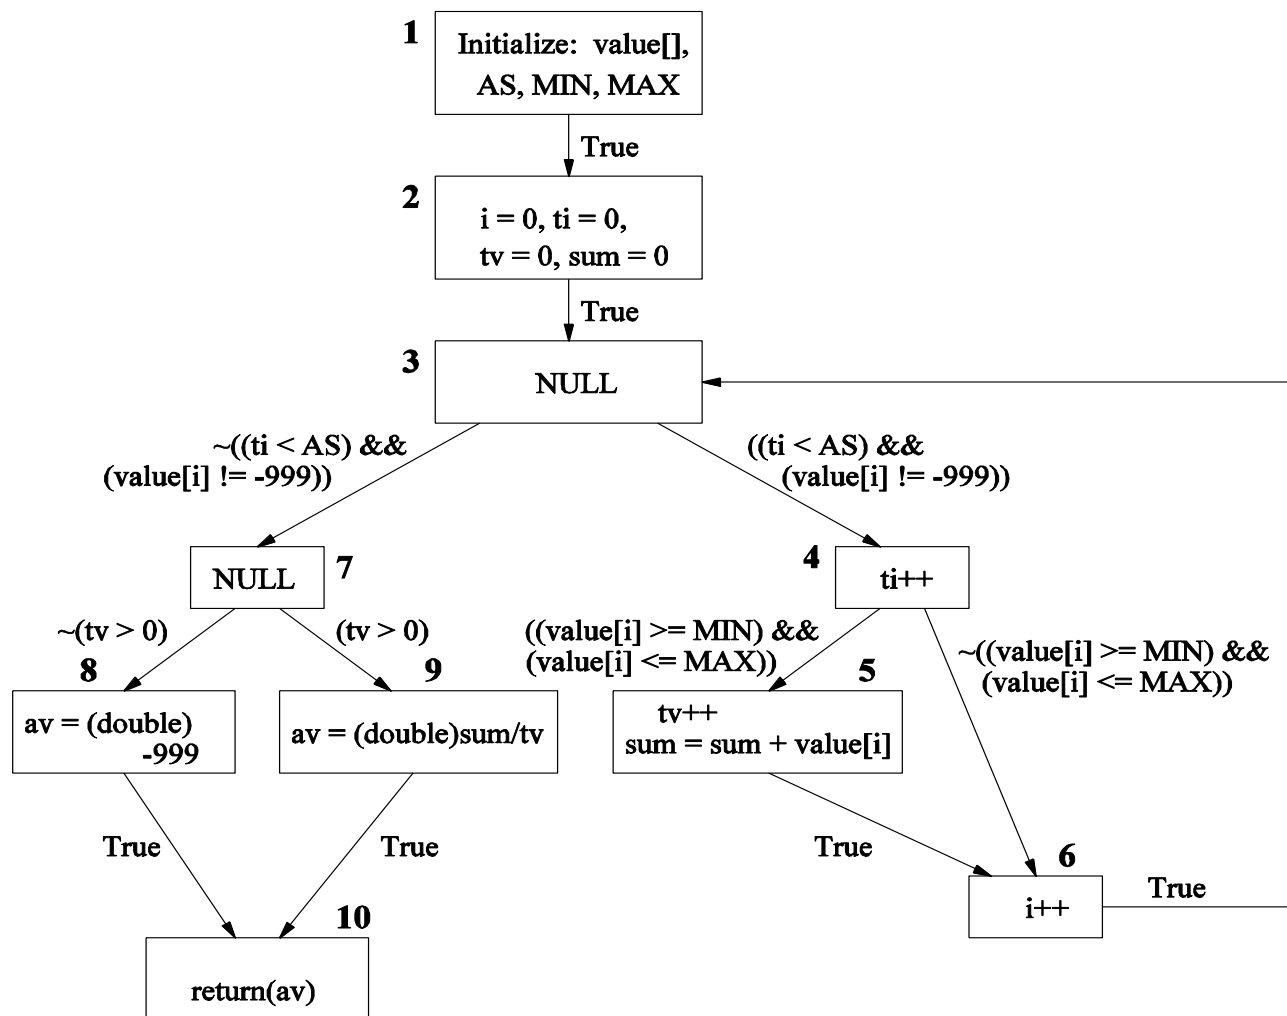 1
Initialize: value[],
AS, MIN, MAX
True
2
i = 0, ti = 0,
tv = 0, sum = 0
True
3
NULL
~((ti < AS) &&
(value[i] != -999))
((ti < AS) &&
(value[i] != -999))
NULL
7
4
ti++
~(tv > 0)
(tv > 0)
((value[i] >= MIN) &&
(value[i] <= MAX))
~((value[i] >= MIN) &&
(value[i] <= MAX))
8
9
5
av = (double)
-999
av = (double)sum/tv
tv++
sum = sum + value[i]
True
True
True
6
i++
True
10
return(av)